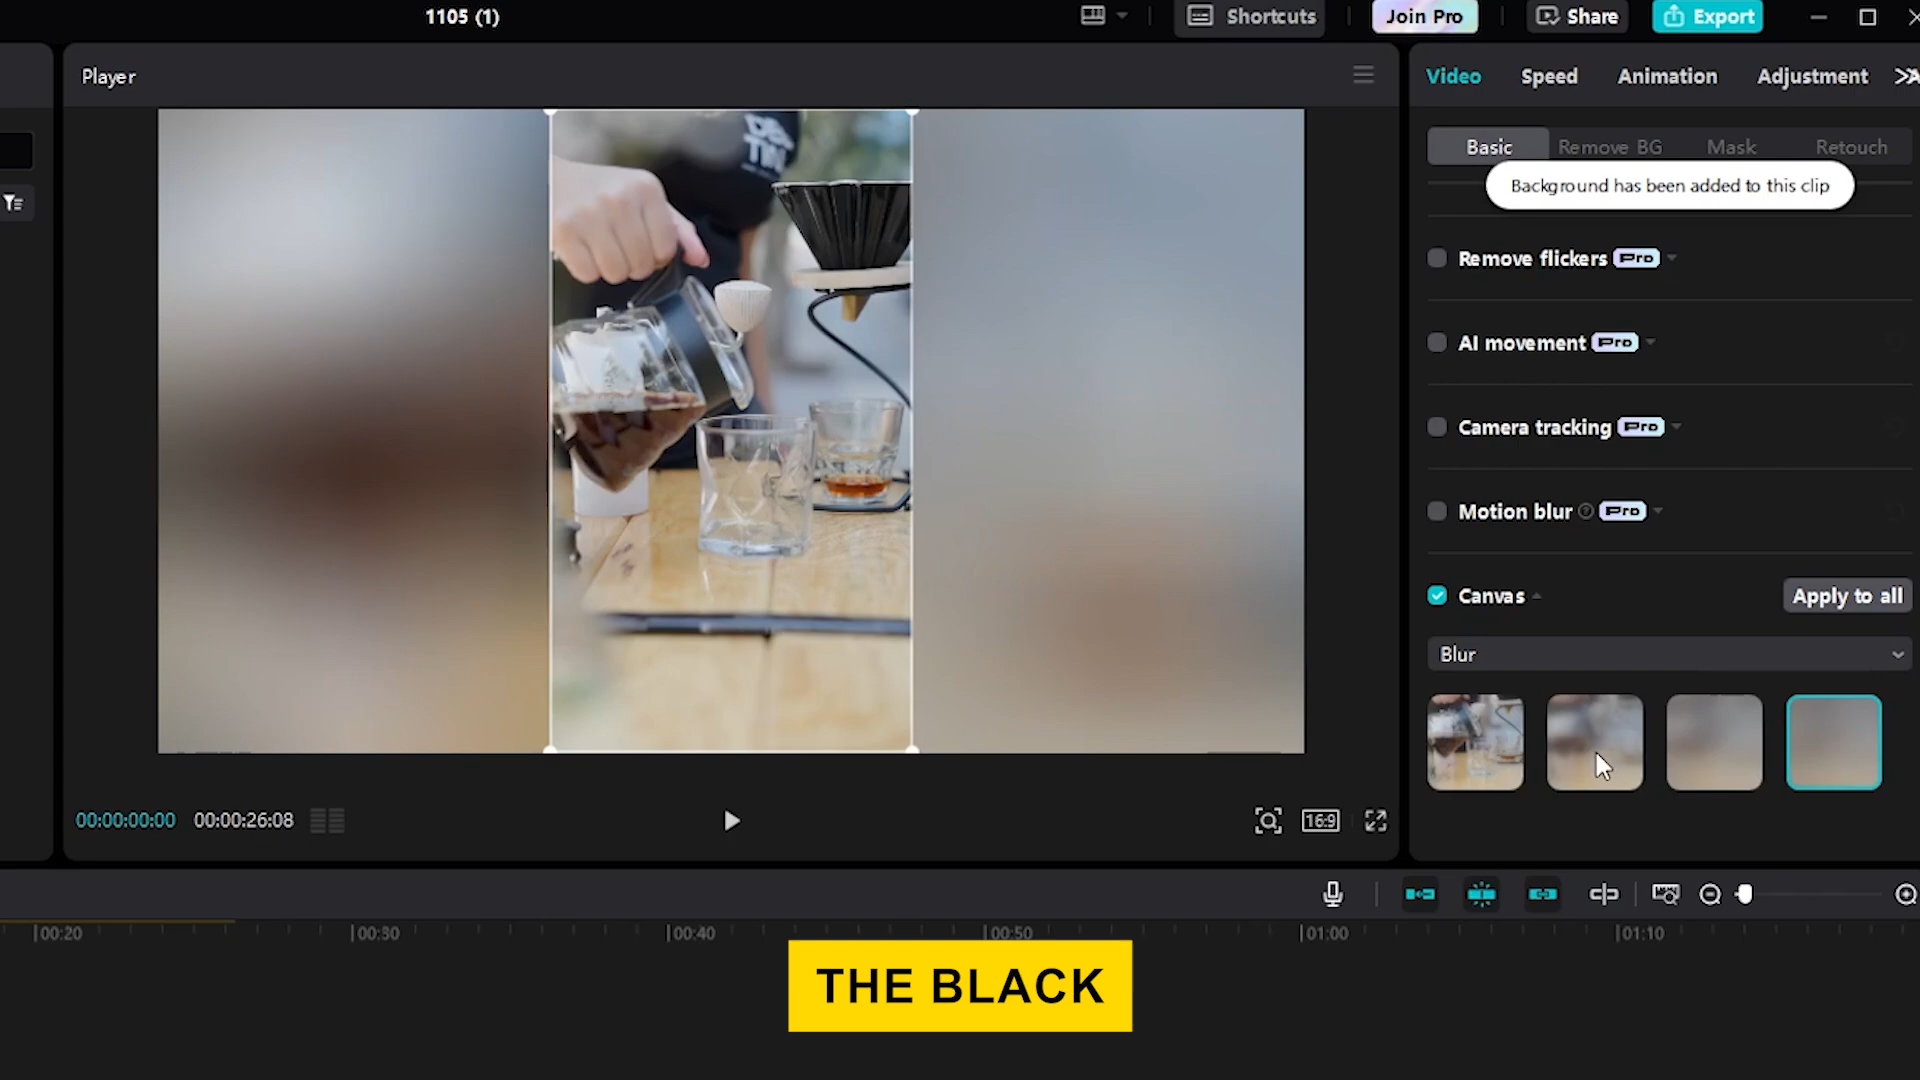 1105 (1)
Shortcuts
Join Pro
Share
Export
Player
Video
Speed
Animation
Adjustment
Basic
Remove BG
Mask
Retouch
Background has been added to this clip
Remove flickers Pro
AI movement Pro
Camera tracking Pro
Motion blur Pro
Canvas
Apply to all
Blur
00:00:00:00
00:00:26:08
16:9
00:20
00:30
00:40
00:50
01:00
01:10
THE BLACK